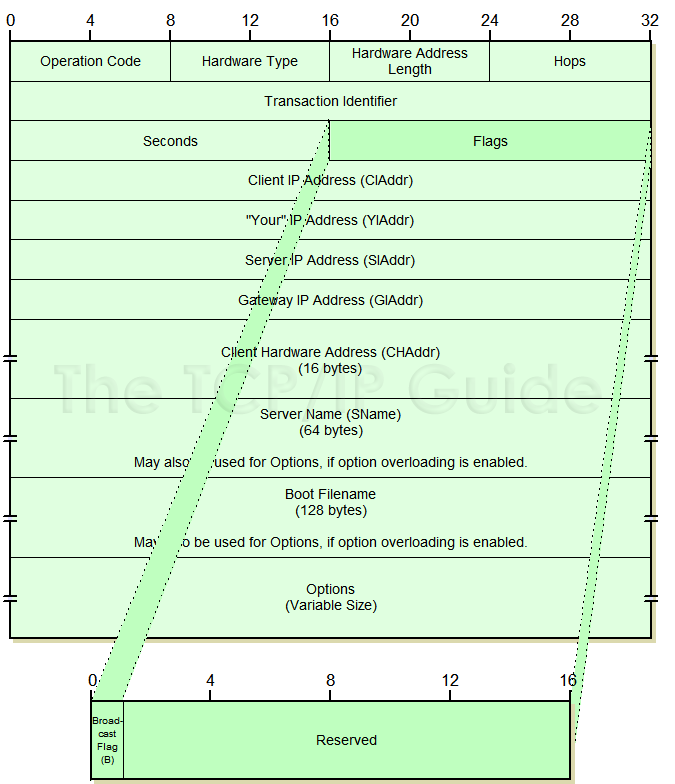 0 4 8 12 16 20 24 28 32
Operation Code Hardware Type Hardware Address Length Hops
Transaction Identifier
Seconds Flags
Client IP Address (CIAddr)
"Your" IP Address (YIAddr)
Server IP Address (SIAddr)
Gateway IP Address (GIAddr)
Client Hardware Address (CHAddr)
(16 bytes)
The TCP/IP Guide
Server Name (SName)
(64 bytes)
May also be used for Options, if option overloading is enabled.
Boot Filename
(128 bytes)
May also be used for Options, if option overloading is enabled.
Options
(Variable Size)
0 4 8 12 16
Broad-
cast
Flag
(B)
Reserved